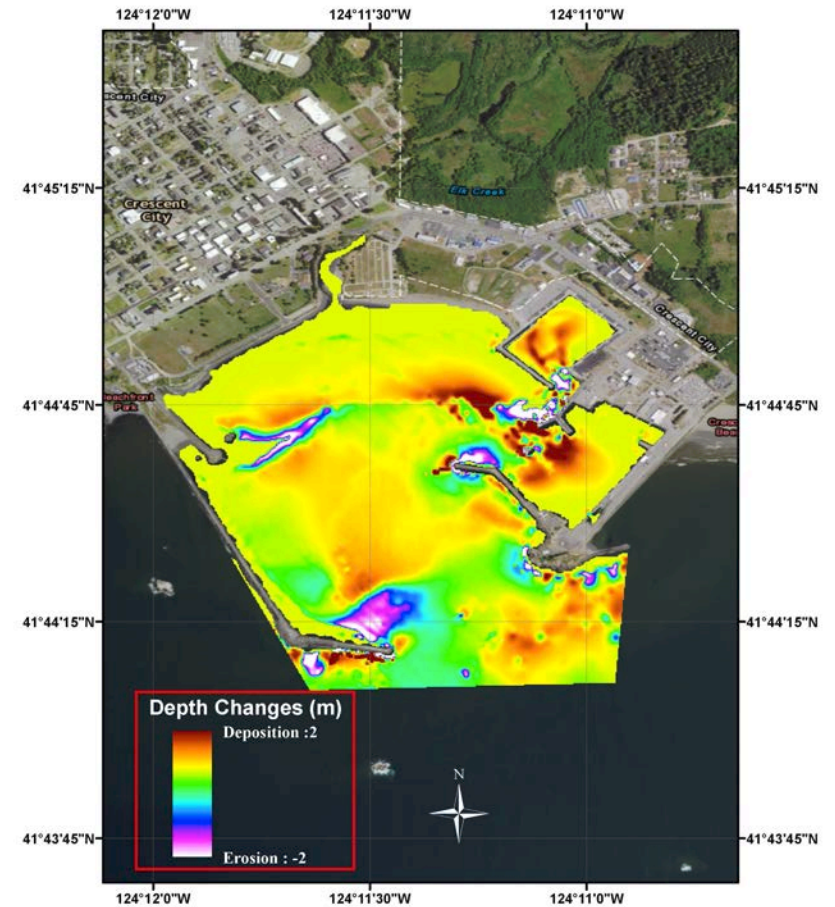 124°12'0"W 124°11'30"W 124°11'0"W
scent City
41°45'15"N 41°45'15"N
Elk Creek
Crescent
City
Crescent City
41°44'45"N 41°44'45"N
Beachfront
Park
Cresc
Bea
41°44'15"N 41°44'15"N
Depth Changes (m)
Deposition :2
N
41°43'45"N 41°43'45"N
Erosion : -2
124°12'0"W 124°11'30"W 124°11'0"W